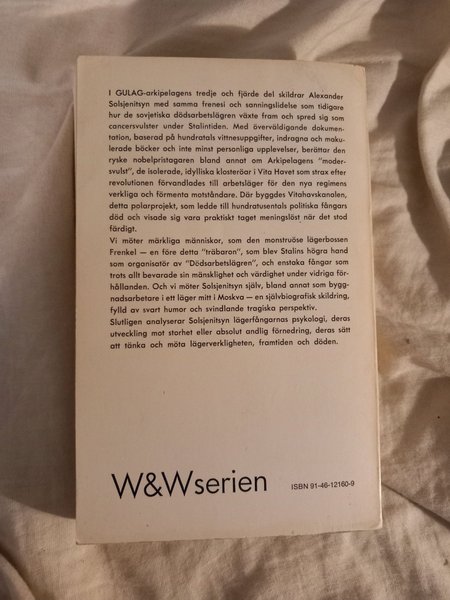 I GULAG-arkipelagens tredje och fjärde del skildrar Alexander
Solsjenitsyn med samma frenesi och sanningslidelse som tidigare
hur de sovjetiska dödsarbetslägren växte fram och spred sig som
cancersvulster under Stalintiden. Med överväldigande dokumen-
tation, baserad på hundratals vittnesuppgifter, indragna och maku-
lerade böcker och inte minst personliga upplevelser, berättar den
ryske nobelpristagaren bland annat om Arkipelagens "moder-
svulst", de isolerade, idylliska klosteröar i Vita Havet som strax efter
revolutionen förvandlades till arbetsläger för den nya regimens
verkliga och förmenta motståndare. Där byggdes Vitahavskanalen,
detta polarprojekt, som ledde till hundratusentals politiska fångars
död och visade sig vara praktiskt taget meningslöst när det stod
färdigt.
Vi möter märkliga människor, som den monstruöse lägerbossen
Frenkel — en före detta "träbaron", som blev Stalins högra hand
som organisatör av "Dödsarbetslägren", och enstaka fångar som
trots allt bevarade sin mänsklighet och värdighet under vidriga för-
hållanden. Och vi möter Solsjenitsyn själv, bland annat som bygg-
nadsarbetare i ett läger mitt i Moskva — en självbiografisk skildring,
fylld av svart humor och svindlande tragiska perspektiv.
Slutligen analyserar Solsjenitsyn lägerfångarnas psykologi, deras
utveckling mot storhet eller absolut andlig förnedring, deras sätt
att tänka och möta lägerverkligheten, framtiden och döden.
W&Wserien
ISBN 91-46-12160-9